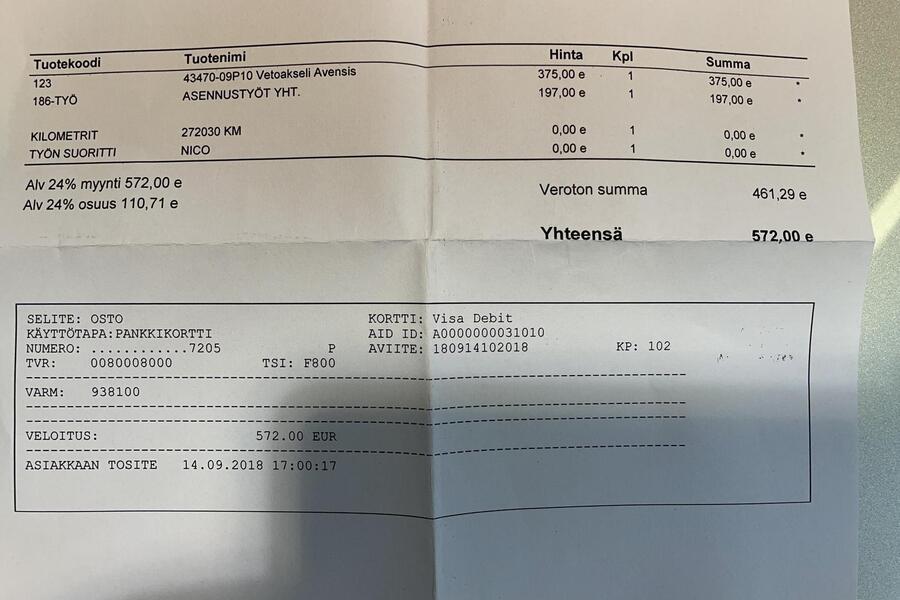 Tuotekoodi Tuotenimi Hinta Kpl Summa
123 43470-09P10 Vetoakseli Avensis 375,00 e 1 375,00 e *
186-TYÖ ASENNUSTYÖT YHT. 197,00 e 1 197,00 e *
KILOMETRIT 272030 KM 0,00 e 1 0,00 e *
TYÖN SUORITTI NICO 0,00 e 1 0,00 e *
Alv 24% myynti 572,00 e Veroton summa 461,29 e
Alv 24% osuus 110,71 e
Yhteensä 572,00 e
SELITE: OSTO KORTTI: Visa Debit
KÄYTTÖTAPA:PANKKIKORTTI AID ID: A0000000031010
NUMERO: ............7205 P AVIITE: 180914102018 KP: 102
TVR: 0080008000 TSI: F800
VARM: 938100
VELOITUS: 572.00 EUR
ASIAKKAAN TOSITE 14.09.2018 17:00:17